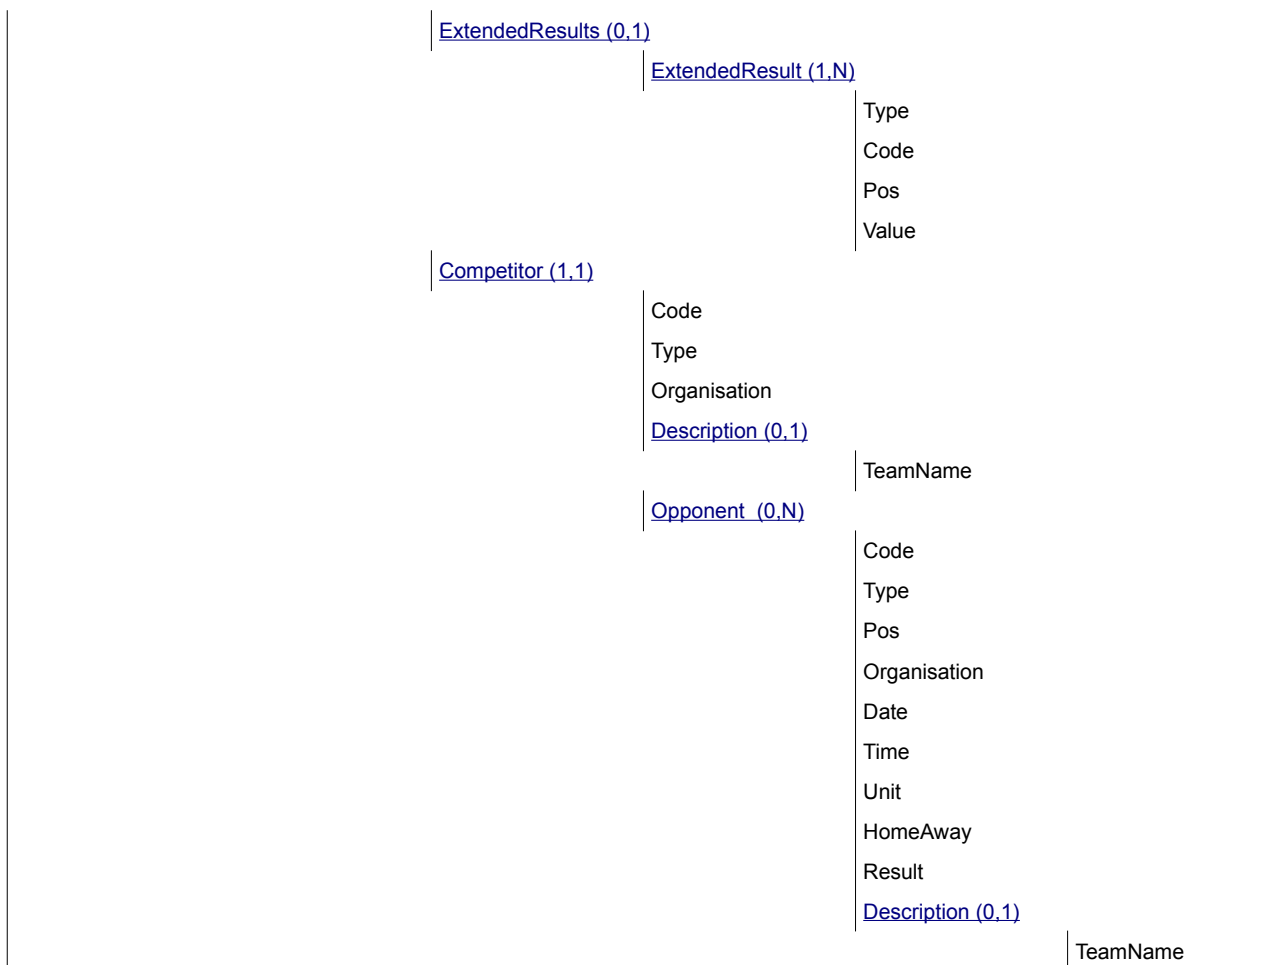 ExtendedResults (0,1)
ExtendedResult (1,N)
Type
Code
Pos
Value
Competitor (1,1)
Code
Type
Organisation
Description (0,1)
TeamName
Opponent  (0,N)
Code
Type
Pos
Organisation
Date
Time
Unit
HomeAway
Result
Description (0,1)
TeamName